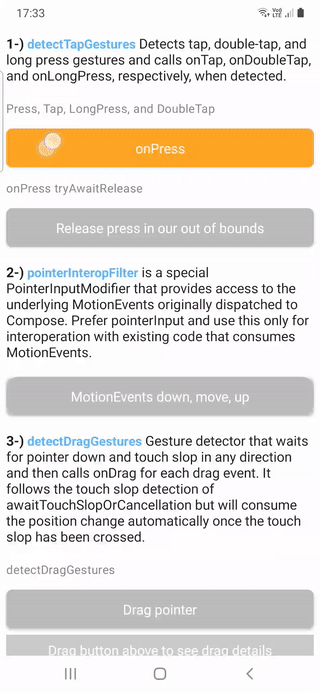 17:33
Vo)
LTE
1-) detectTapGestures Detects tap, double-tap, and
long press gestures and calls onTap, onDoubleTap,
and onLongPress, respectively, when detected.
Press, Tap, LongPress, and DoubleTap
onPress
onPress tryAwaitRelease
Release press in our out of bounds
2-) pointerInteropFilter is a special
PointerInputModifier that provides access to the
underlying MotionEvents originally dispatched to
Compose. Prefer pointerInput and use this only for
interoperation with existing code that consumes
MotionEvents.
MotionEvents down, move, up
3-) detectDragGestures Gesture detector that waits
for pointer down and touch slop in any direction
and then calls onDrag for each drag event. It
follows the touch slop detection of
awaitTouchSlopOrCancellation but will consume
the position change automatically once the touch
slop has been crossed.
detectDragGestures
Drag pointer
Drag button above to see drag details